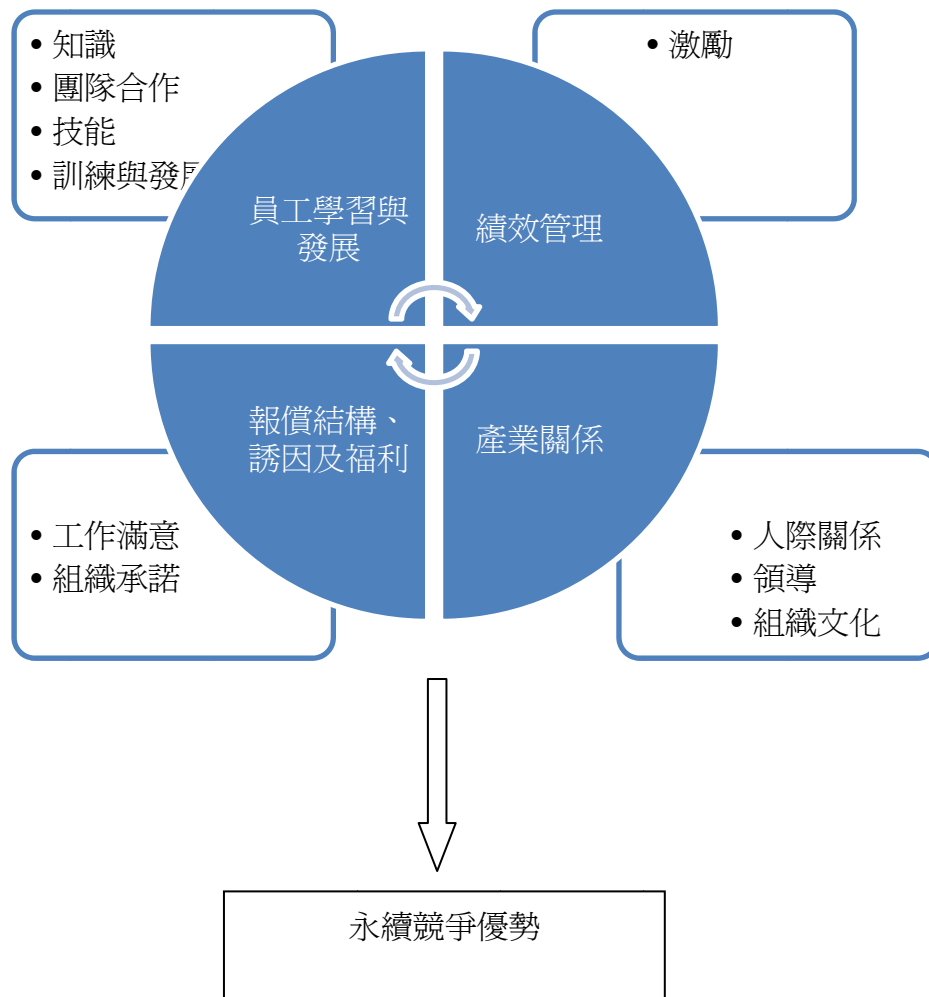 • 知識
• 團隊合作
• 技能
• 訓練與發
• 激勵
員工學習與
發展
績效管理
報償結構、
誘因及福利
產業關係
• 工作滿意
• 組織承諾
• 人際關係
• 領導
• 組織文化
永續競爭優勢